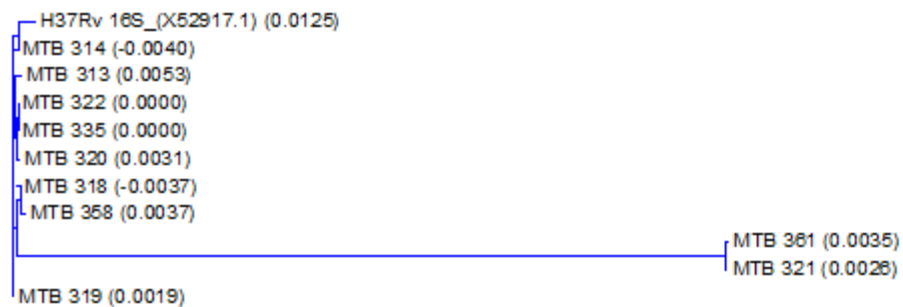 H37Rv 16S_(X52917.1) (0.0125)
MTB 314 (-0.0040)
MTB 313 (0.0053)
MTB 322 (0.0000)
MTB 335 (0.0000)
MTB 320 (0.0031)
MTB 318 (-0.0037)
MTB 358 (0.0037)
MTB 361 (0.0035)
MTB 321 (0.0026)
MTB 319 (0.0019)